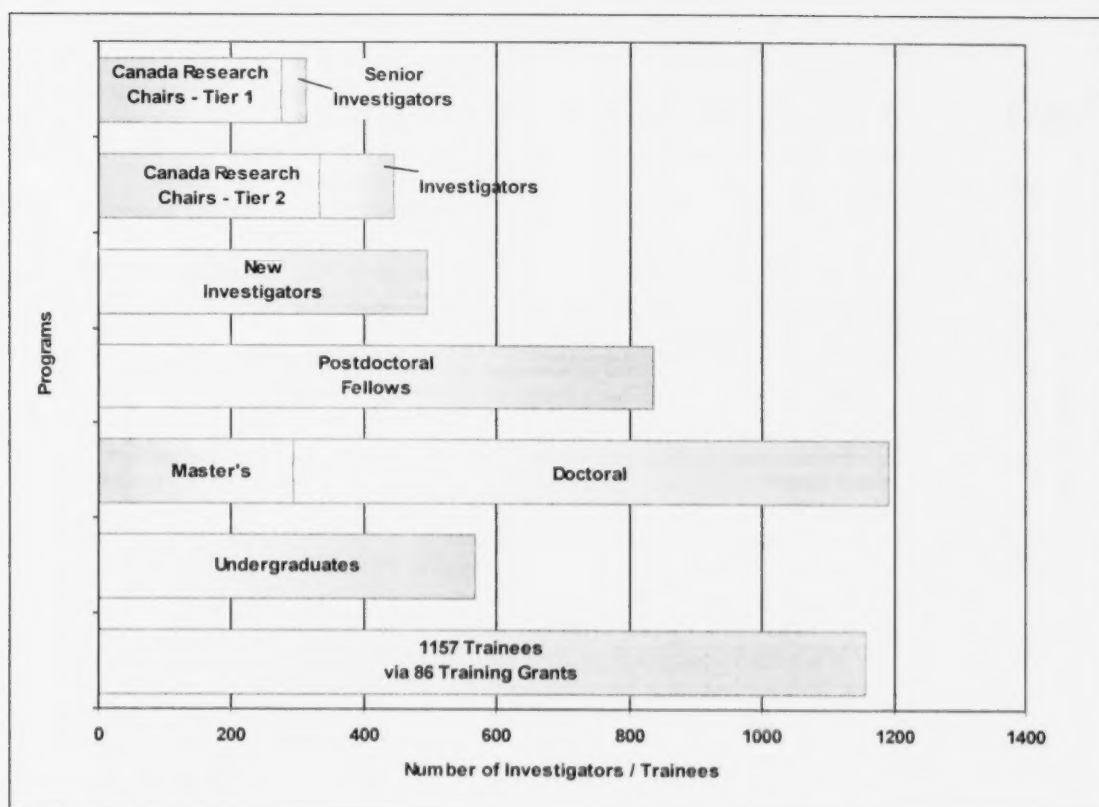 Canada Research
Chairs - Tier 1
Senior
Investigators
Canada Research
Chairs - Tier 2
Investigators
New
Investigators
Postdoctoral
Fellows
Master's
Doctoral
Undergraduates
1157 Trainees
via 86 Training Grants
Programs
0 200 400 600 800 1000 1200 1400
Number of Investigators / Trainees